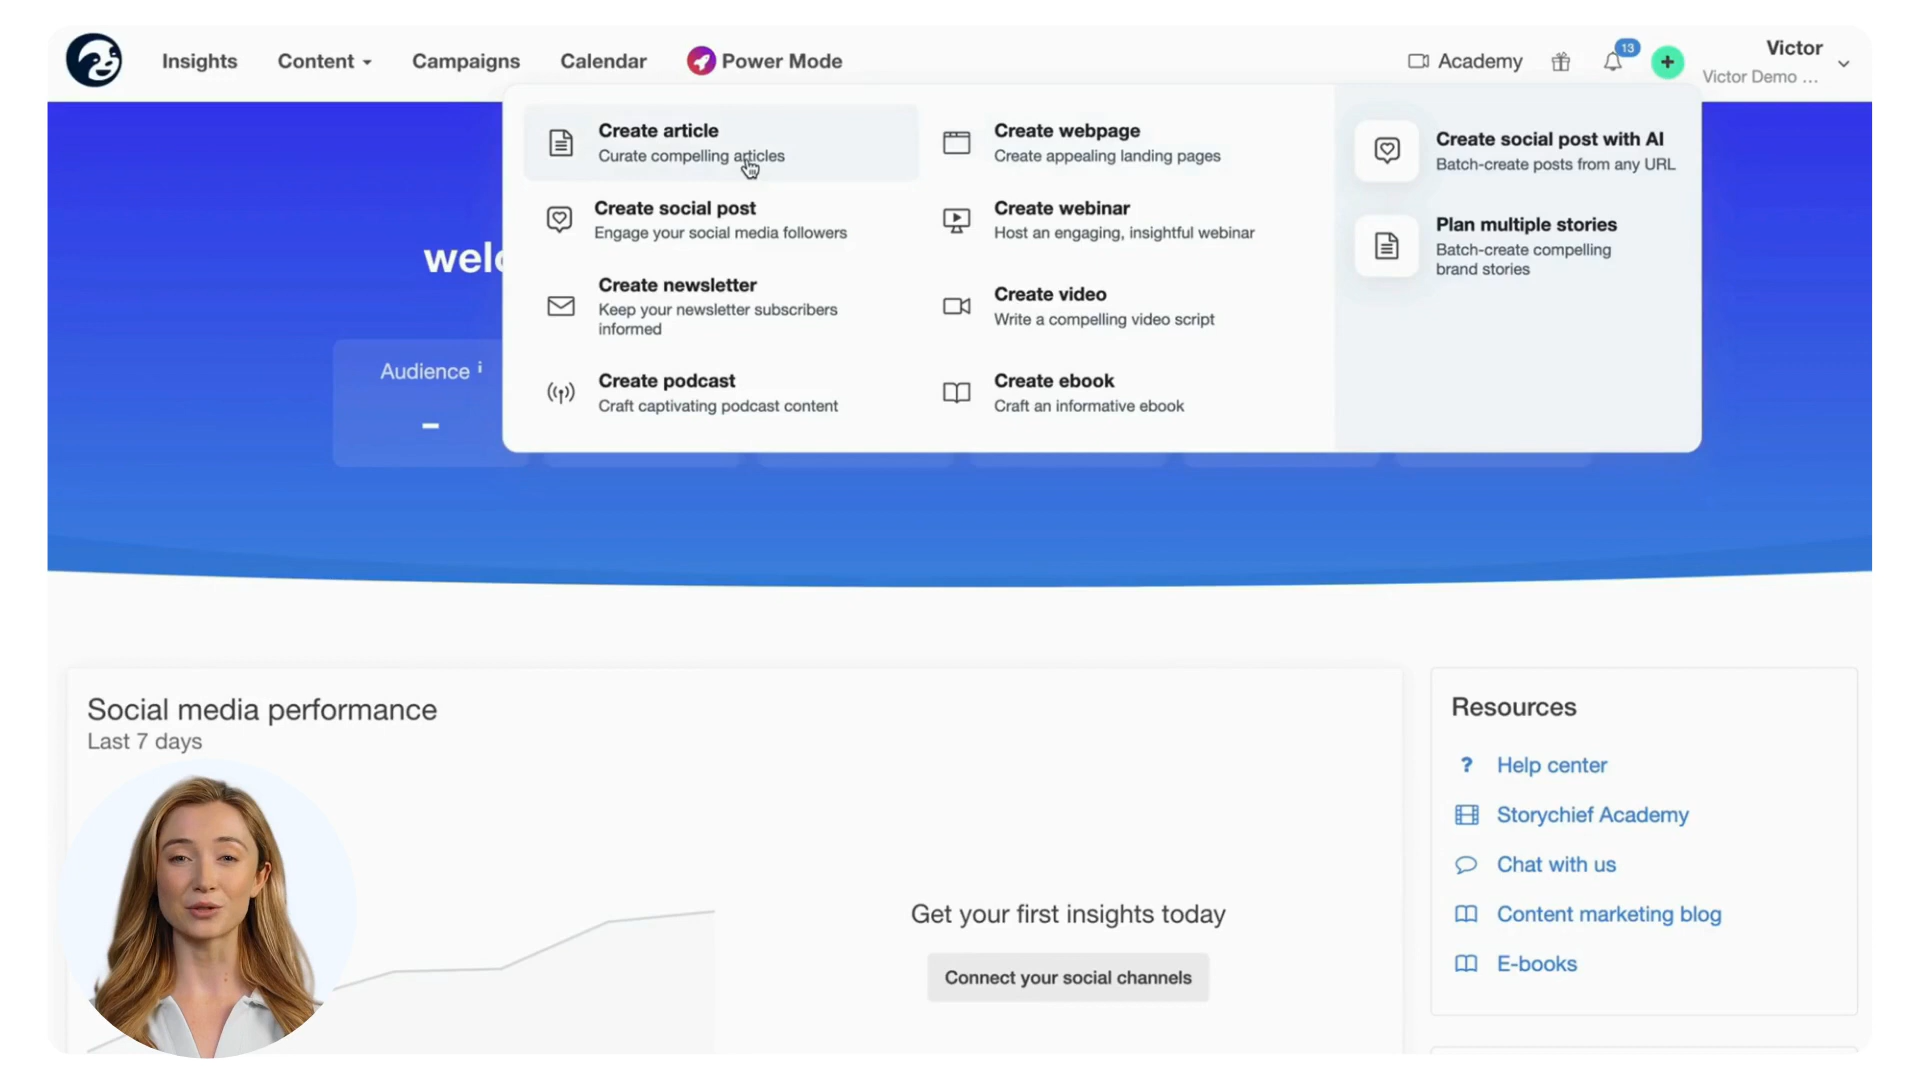 Insights
Content
Campaigns
Calendar
Power Mode
Academy
13
+
Victor
Victor Demo ...
Create article
Curate compelling articles
Create social post
Engage your social media followers
Create newsletter
Keep your newsletter subscribers
informed
Create podcast
Craft captivating podcast content
Create webpage
Create appealing landing pages
Create webinar
Host an engaging, insightful webinar
Create video
Write a compelling video script
Create ebook
Craft an informative ebook
Create social post with AI
Batch-create posts from any URL
Plan multiple stories
Batch-create compelling
brand stories
Audience i
-
Social media performance
Last 7 days
Get your first insights today
Connect your social channels
Resources
? Help center
Storychief Academy
Chat with us
Content marketing blog
E-books